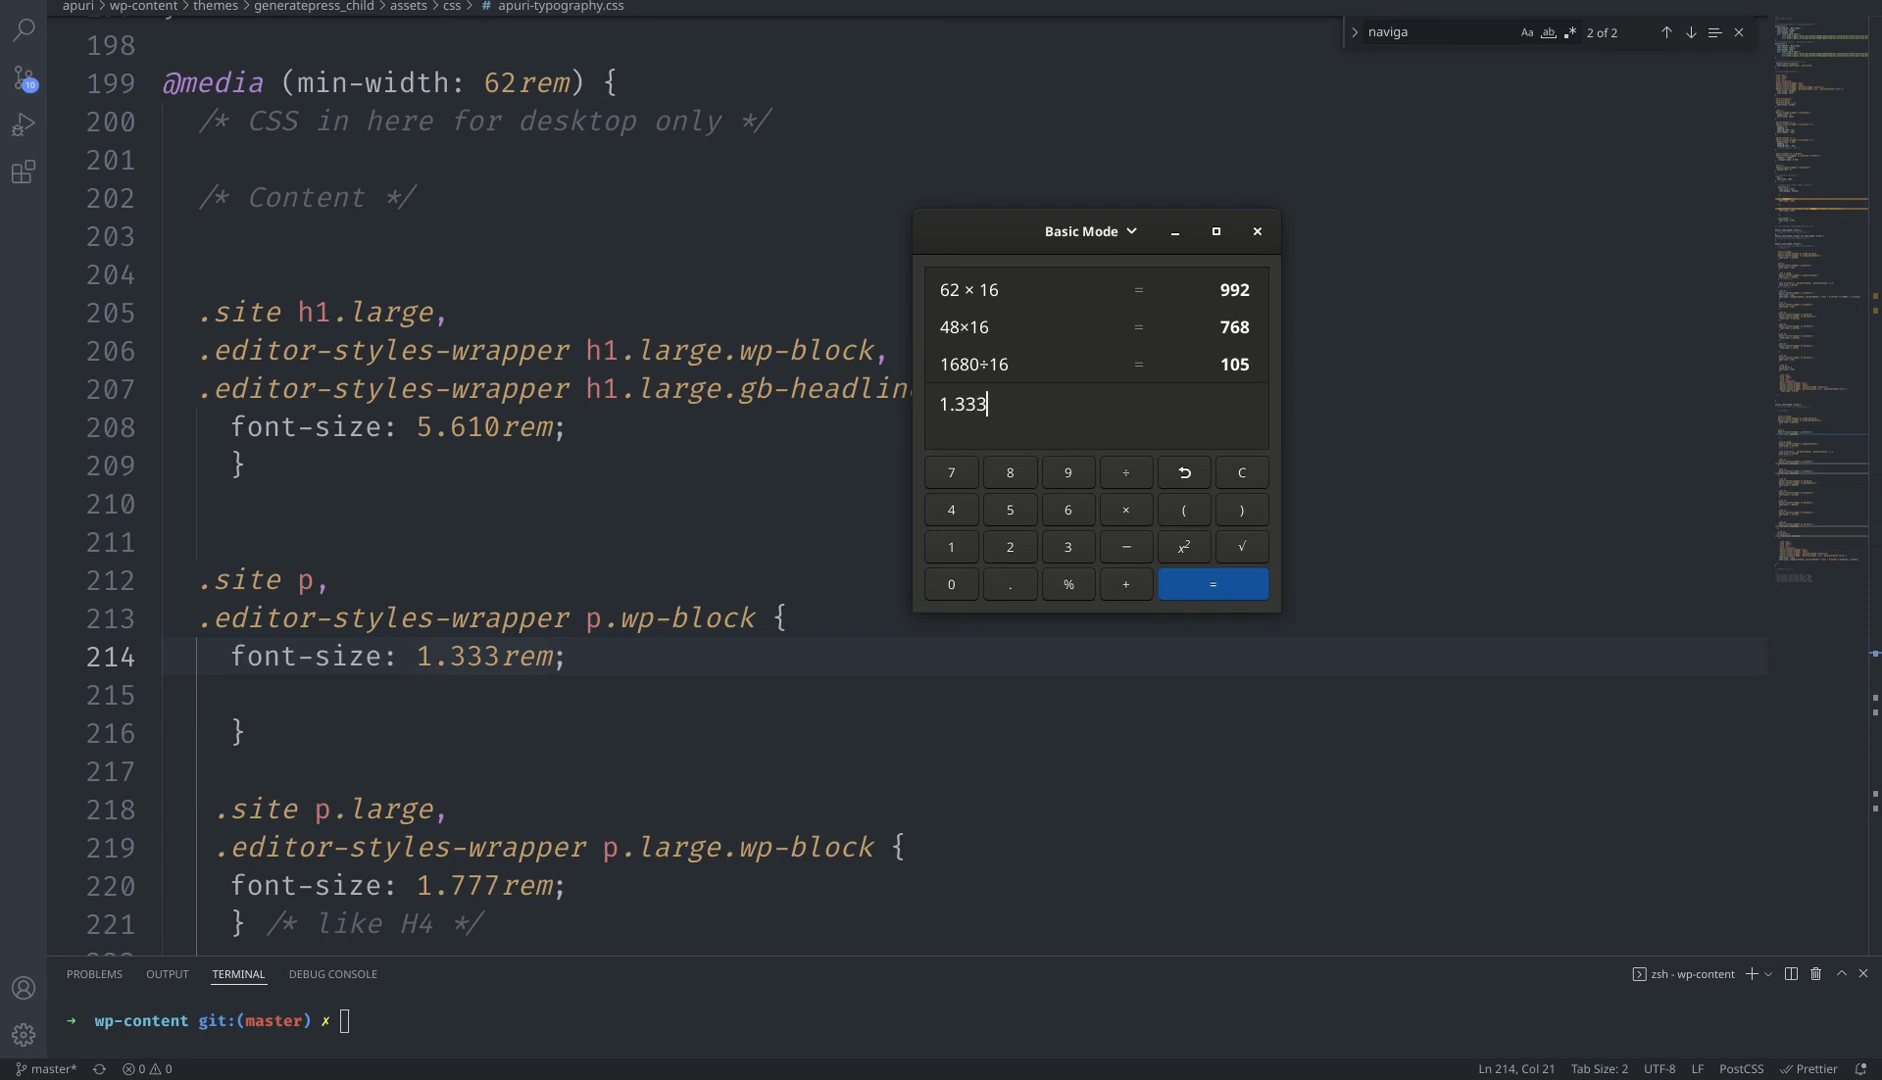 apuri > wp-content > themes > generatepress_child > assets > css > # apuri-typography.css
naviga
Aa ab .* 2 of 2
10
198
199 @media (min-width: 62rem) {
200 /* CSS in here for desktop only */
201
202 /* Content */
203
204
205 .site h1.large,
206 .editor-styles-wrapper h1.large.wp-block,
207 .editor-styles-wrapper h1.large.gb-headlin
208 font-size: 5.610rem;
209 }
210
211
212 .site p,
213 .editor-styles-wrapper p.wp-block {
214 font-size: 1.333rem;
215
216 }
217
218 .site p.large,
219 .editor-styles-wrapper p.large.wp-block {
220 font-size: 1.777rem;
221 } /* like H4 */
Basic Mode
62 × 16 = 992
48×16 = 768
1680÷16 = 105
1.333
7 8 9 ÷ C
4 5 6 × ( )
1 2 3 − x² √
0 . % + =
PROBLEMS OUTPUT TERMINAL DEBUG CONSOLE
zsh - wp-content
→ wp-content git:(master) ✗
master* 0 0
Ln 214, Col 21 Tab Size: 2 UTF-8 LF PostCSS Prettier